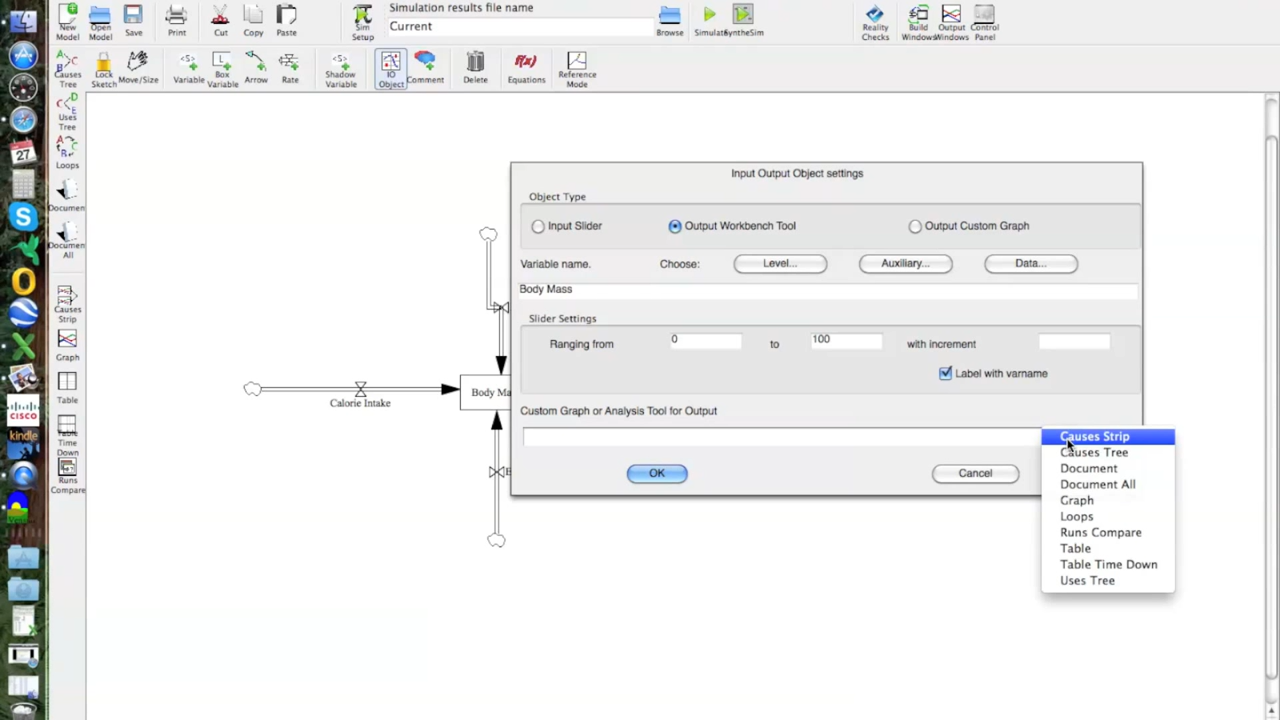 Simulation results file name
Current
New Model
Open Model
Save
Print
Cut
Copy
Paste
Sim Setup
Browse
Simulate
SyntheSim
Reality Checks
Build Windows
Output Windows
Control Panel
Causes Tree
Lock Sketch
Move/Size
Variable
Box Variable
Arrow
Rate
Shadow Variable
IO Object
Comment
Delete
Equations
Reference Mode
Uses Tree
Loops
Document
Document All
Causes Strip
Graph
Table
Table Time Down
Runs Compare
27
CISCO
kindle
Calorie Intake
Body Ma
Input Output Object settings
Object Type
Input Slider
Output Workbench Tool
Output Custom Graph
Variable name.
Choose:
Level...
Auxiliary...
Data...
Body Mass
Slider Settings
Ranging from
0
to
100
with increment
Label with varname
Custom Graph or Analysis Tool for Output
OK
Cancel
Causes Strip
Causes Tree
Document
Document All
Graph
Loops
Runs Compare
Table
Table Time Down
Uses Tree